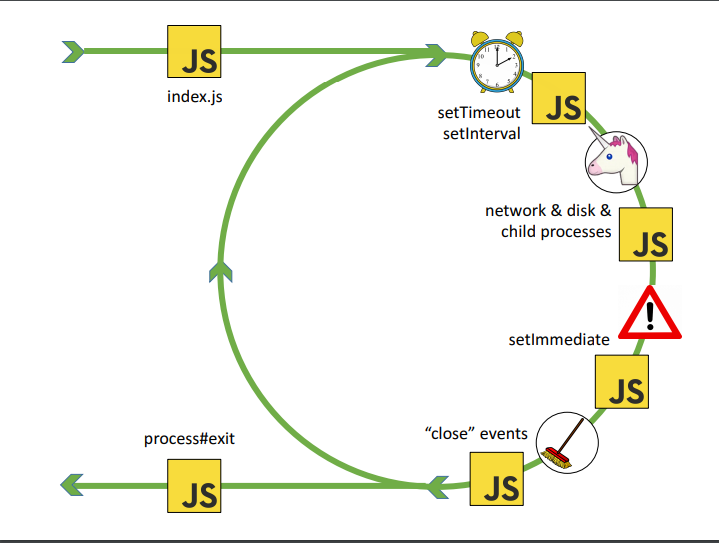 JS
index.js
setTimeout
setInterval
JS
network & disk &
child processes
JS
setImmediate
JS
“close” events
JS
process#exit
JS